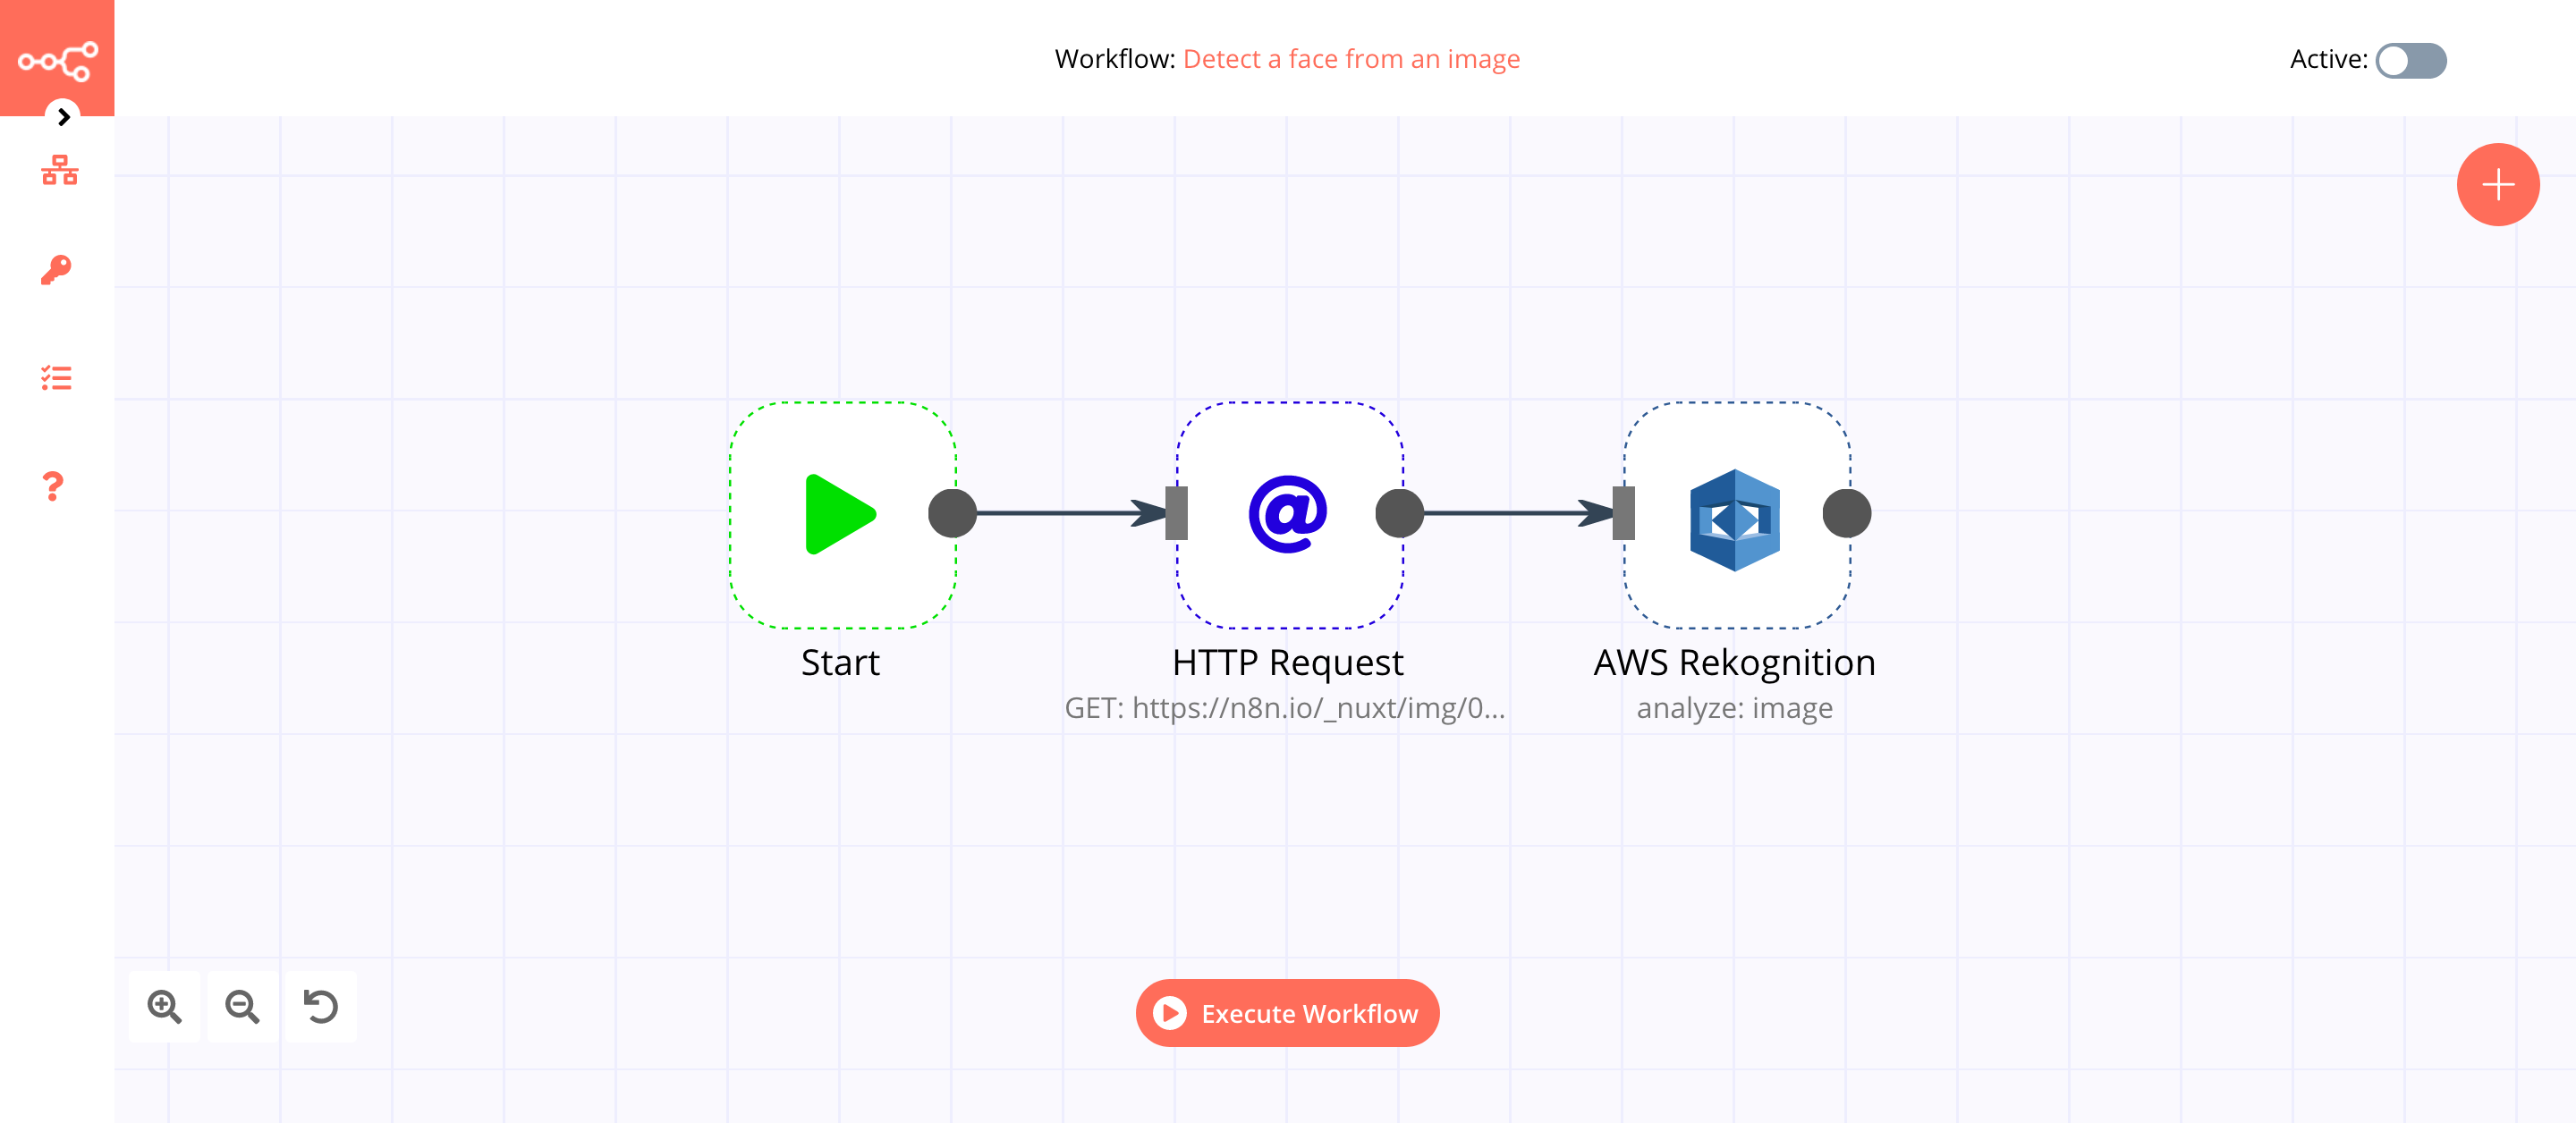 Workflow: Detect a face from an image
Active:
Start
HTTP Request
GET: https://n8n.io/_nuxt/img/0...
AWS Rekognition
analyze: image
Execute Workflow